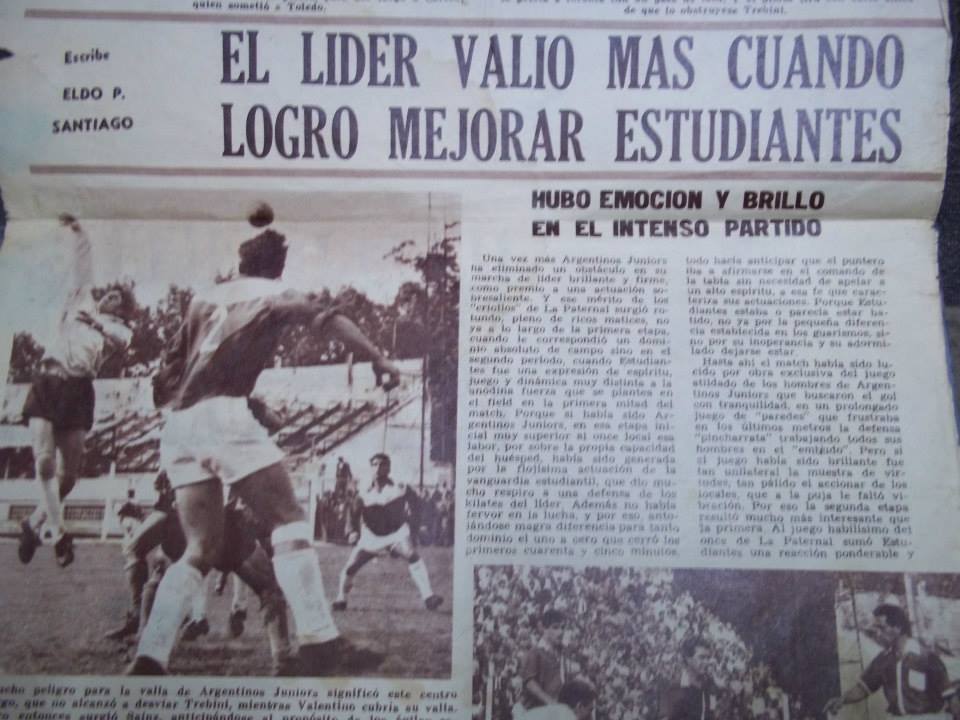 quien sometió a Toledo.
de que lo obstruyese Trebini.
Escribe
ELDO P.
SANTIAGO
EL LIDER VALIO MAS CUANDO
LOGRO MEJORAR ESTUDIANTES
HUBO EMOCION Y BRILLO
EN EL INTENSO PARTIDO
Una vez más Argentinos Juniors
ha eliminado un obstáculo en su
marcha de líder brillante y firme,
como premio a una actuación so-
bresaliente. Y ese mérito de los
"criollos" de La Paternal surgió ro-
tundo, pleno de ricos matices, no
ya a lo largo de la primera etapa,
cuando le correspondió un domi-
nio absoluto de campo sino en el
segundo período, cuando Estudian-
tes fue una expresión de espíritu,
juego y dinámica muy distinta a la
anodina fuerza que se plantes en
el field en la primera mitad del
match. Porque si había sido Ar-
gentinos Juniors, en esa etapa ini-
cial muy superior al once local esa
labor, por sobre la propia capacidad
del huésped, había sido generada
por la flojísima actuación de la
vanguardia estudiantil, que dio mu-
cho respiro a una defensa de los
kilates del líder. Además no había
fervor en la lucha, y por eso anto-
jándose magra diferencia para tanto
dominio el uno a cero que cerró los
primeros cuarenta y cinco minutos,
todo hacía anticipar que el puntero
iba a afirmarse en el comando de
la tabla sin necesidad de apelar a
un alto espíritu, a esa fe que carac-
teriza sus actuaciones. Porque Estu-
diantes estaba o parecía estar ba-
tido, no ya por la pequeña diferen-
cia establecida en los guarismos, si-
no por su inoperancia y su adormi-
lado dejarse estar.
Hasta ahí el match había sido lu-
cido por obra exclusiva del juego
atildado de los hombres de Argen-
tinos Juniors que buscaron el gol
con tranquilidad, en un prolongado
juego de "paredes" que frustraba
en los últimos metros la defensa
"pincharrata" trabajando todos sus
hombres en el "embudo". Pero si
el juego había sido brillante fue
tan unilateral la muestra de vir-
tudes, tan pálido el accionar de los
locales, que a la puja le faltó vi-
bración. Por eso la segunda etapa
resultó mucho más interesante que
la primera. Al juego habilísimo del
once de La Paternal sumó Estu-
diantes una reacción ponderable y
peligro para la valla de Argentinos Juniors significó este centro
que no alcanzó a desviar Trebini, mientras Valentino cubría su valla.
entonces surgió Sainz, anticipándose al propósito de los